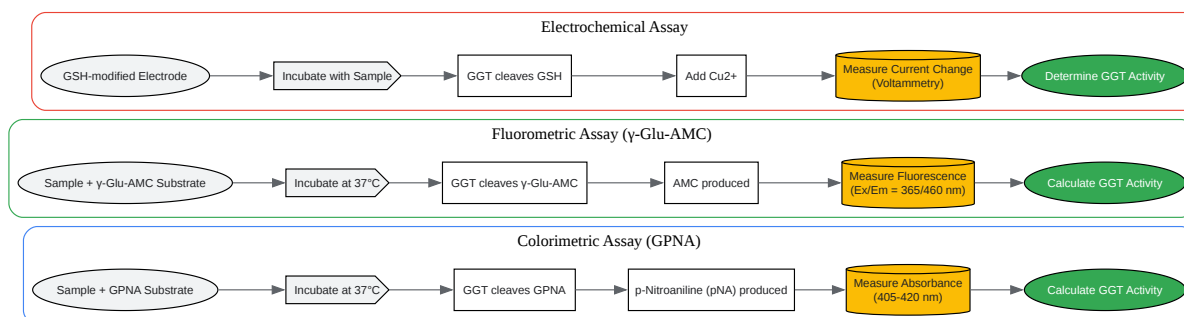 Electrochemical Assay
GSH-modified Electrode
Incubate with Sample
GGT cleaves GSH
Add Cu2+
Measure Current Change
(Voltammetry)
Determine GGT Activity
Fluorometric Assay (γ-Glu-AMC)
Sample + γ-Glu-AMC Substrate
Incubate at 37°C
GGT cleaves γ-Glu-AMC
AMC produced
Measure Fluorescence
(Ex/Em = 365/460 nm)
Calculate GGT Activity
Colorimetric Assay (GPNA)
Sample + GPNA Substrate
Incubate at 37°C
GGT cleaves GPNA
p-Nitroaniline (pNA) produced
Measure Absorbance
(405-420 nm)
Calculate GGT Activity